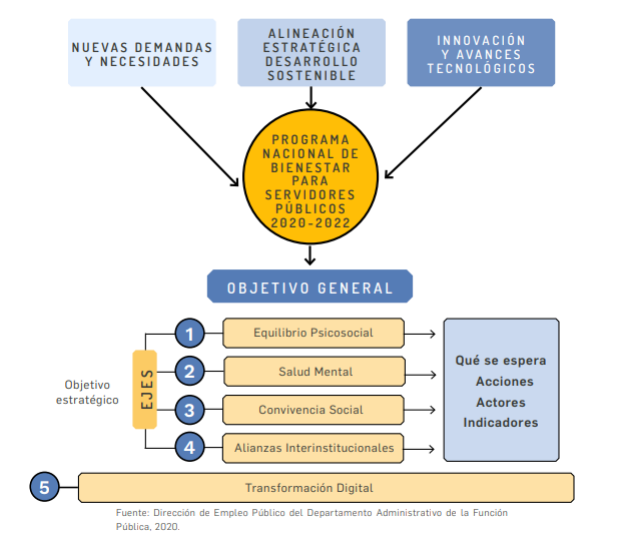 NUEVAS DEMANDAS
Y NECESIDADES
ALINEACIÓN
ESTRATÉGICA
DESARROLLO
SOSTENIBLE
INNOVACIÓN
Y AVANCES
TECNOLÓGICOS
PROGRAMA
NACIONAL DE
BIENESTAR
PARA
SERVIDORES
PÚBLICOS
2020-2022
OBJETIVO GENERAL
Objetivo
estratégico
EJES
1
Equilibrio Psicosocial
2
Salud Mental
3
Convivencia Social
4
Alianzas Interinstitucionales
Qué se espera
Acciones
Actores
Indicadores
5
Transformación Digital
Fuente: Dirección de Empleo Público del Departamento Administrativo de la Función
Pública, 2020.